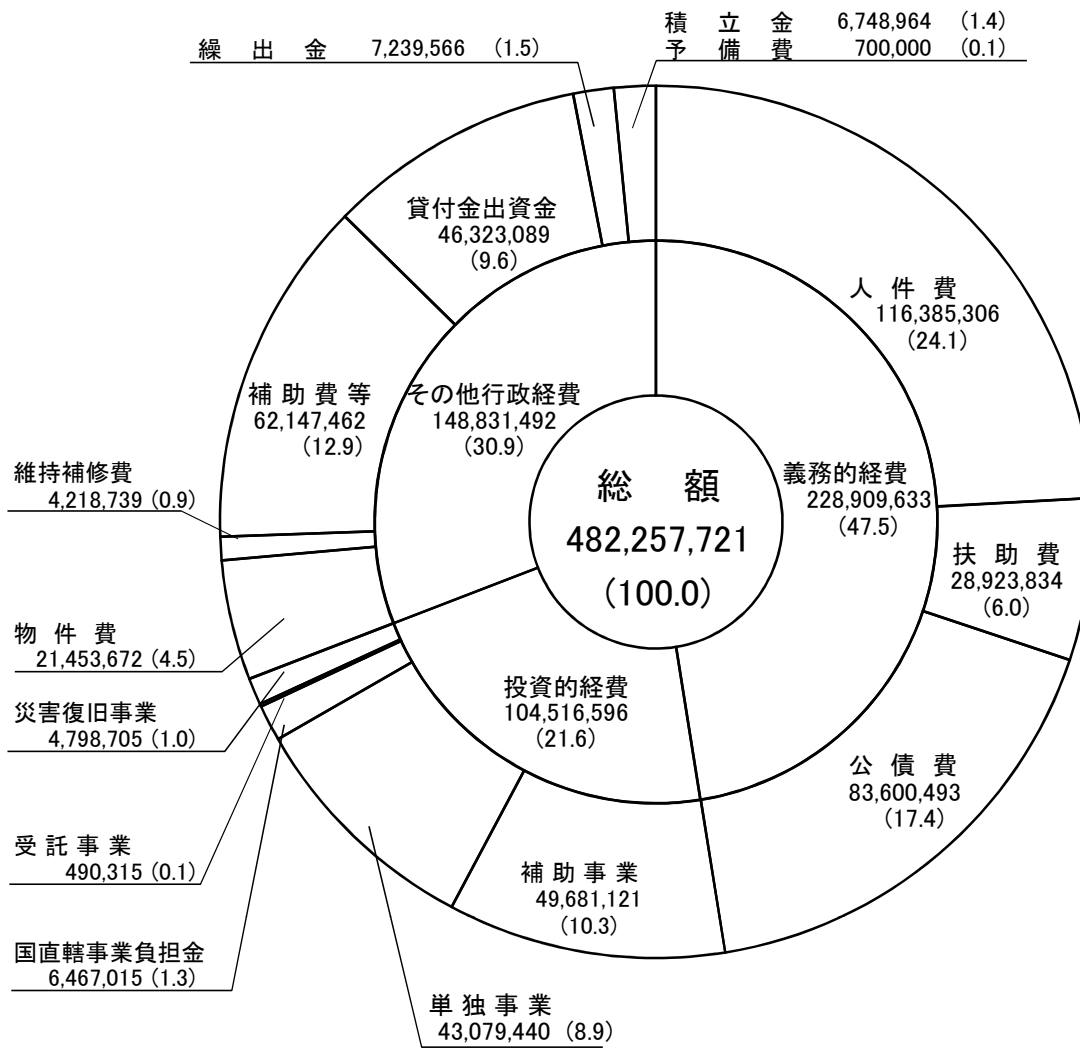 積 立 金 6,748,964 (1.4)
繰 出 金 7,239,566 (1.5)
予 備 費 700,000 (0.1)
貸付金出資金
46,323,089
(9.6)
人 件 費
116,385,306
(24.1)
補 助 費 等
62,147,462
(12.9)
その他行政経費
148,831,492
(30.9)
維持補修費
4,218,739 (0.9)
総 額
482,257,721
(100.0)
義務的経費
228,909,633
(47.5)
扶 助 費
28,923,834
(6.0)
物 件 費
21,453,672 (4.5)
災害復旧事業
4,798,705 (1.0)
投資的経費
104,516,596
(21.6)
公 債 費
83,600,493
(17.4)
受 託 事 業
490,315 (0.1)
補 助 事 業
49,681,121
(10.3)
国直轄事業負担金
6,467,015 (1.3)
単 独 事 業
43,079,440 (8.9)